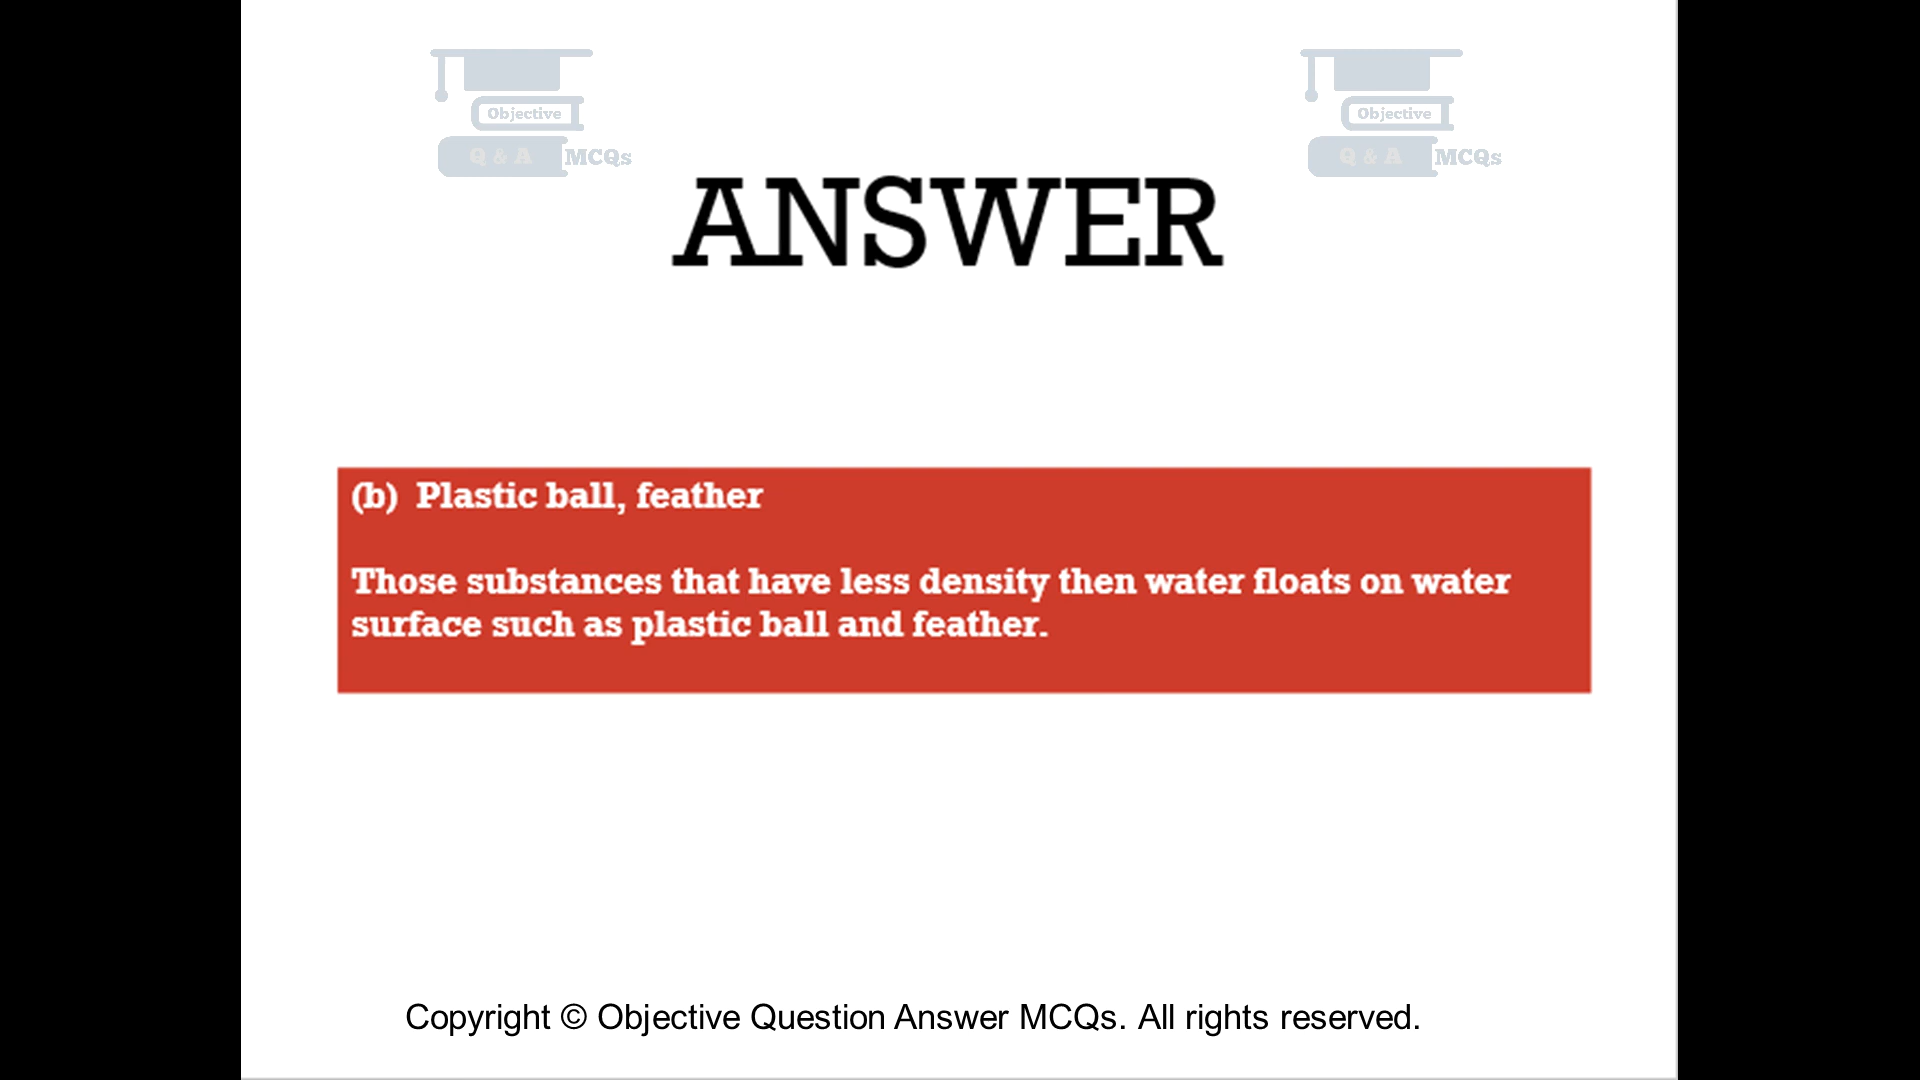 Objective
Q & A MCQs
Objective
Q & A MCQs
ANSWER
(b) Plastic ball, feather
Those substances that have less density then water floats on water
surface such as plastic ball and feather.
Copyright © Objective Question Answer MCQs. All rights reserved.